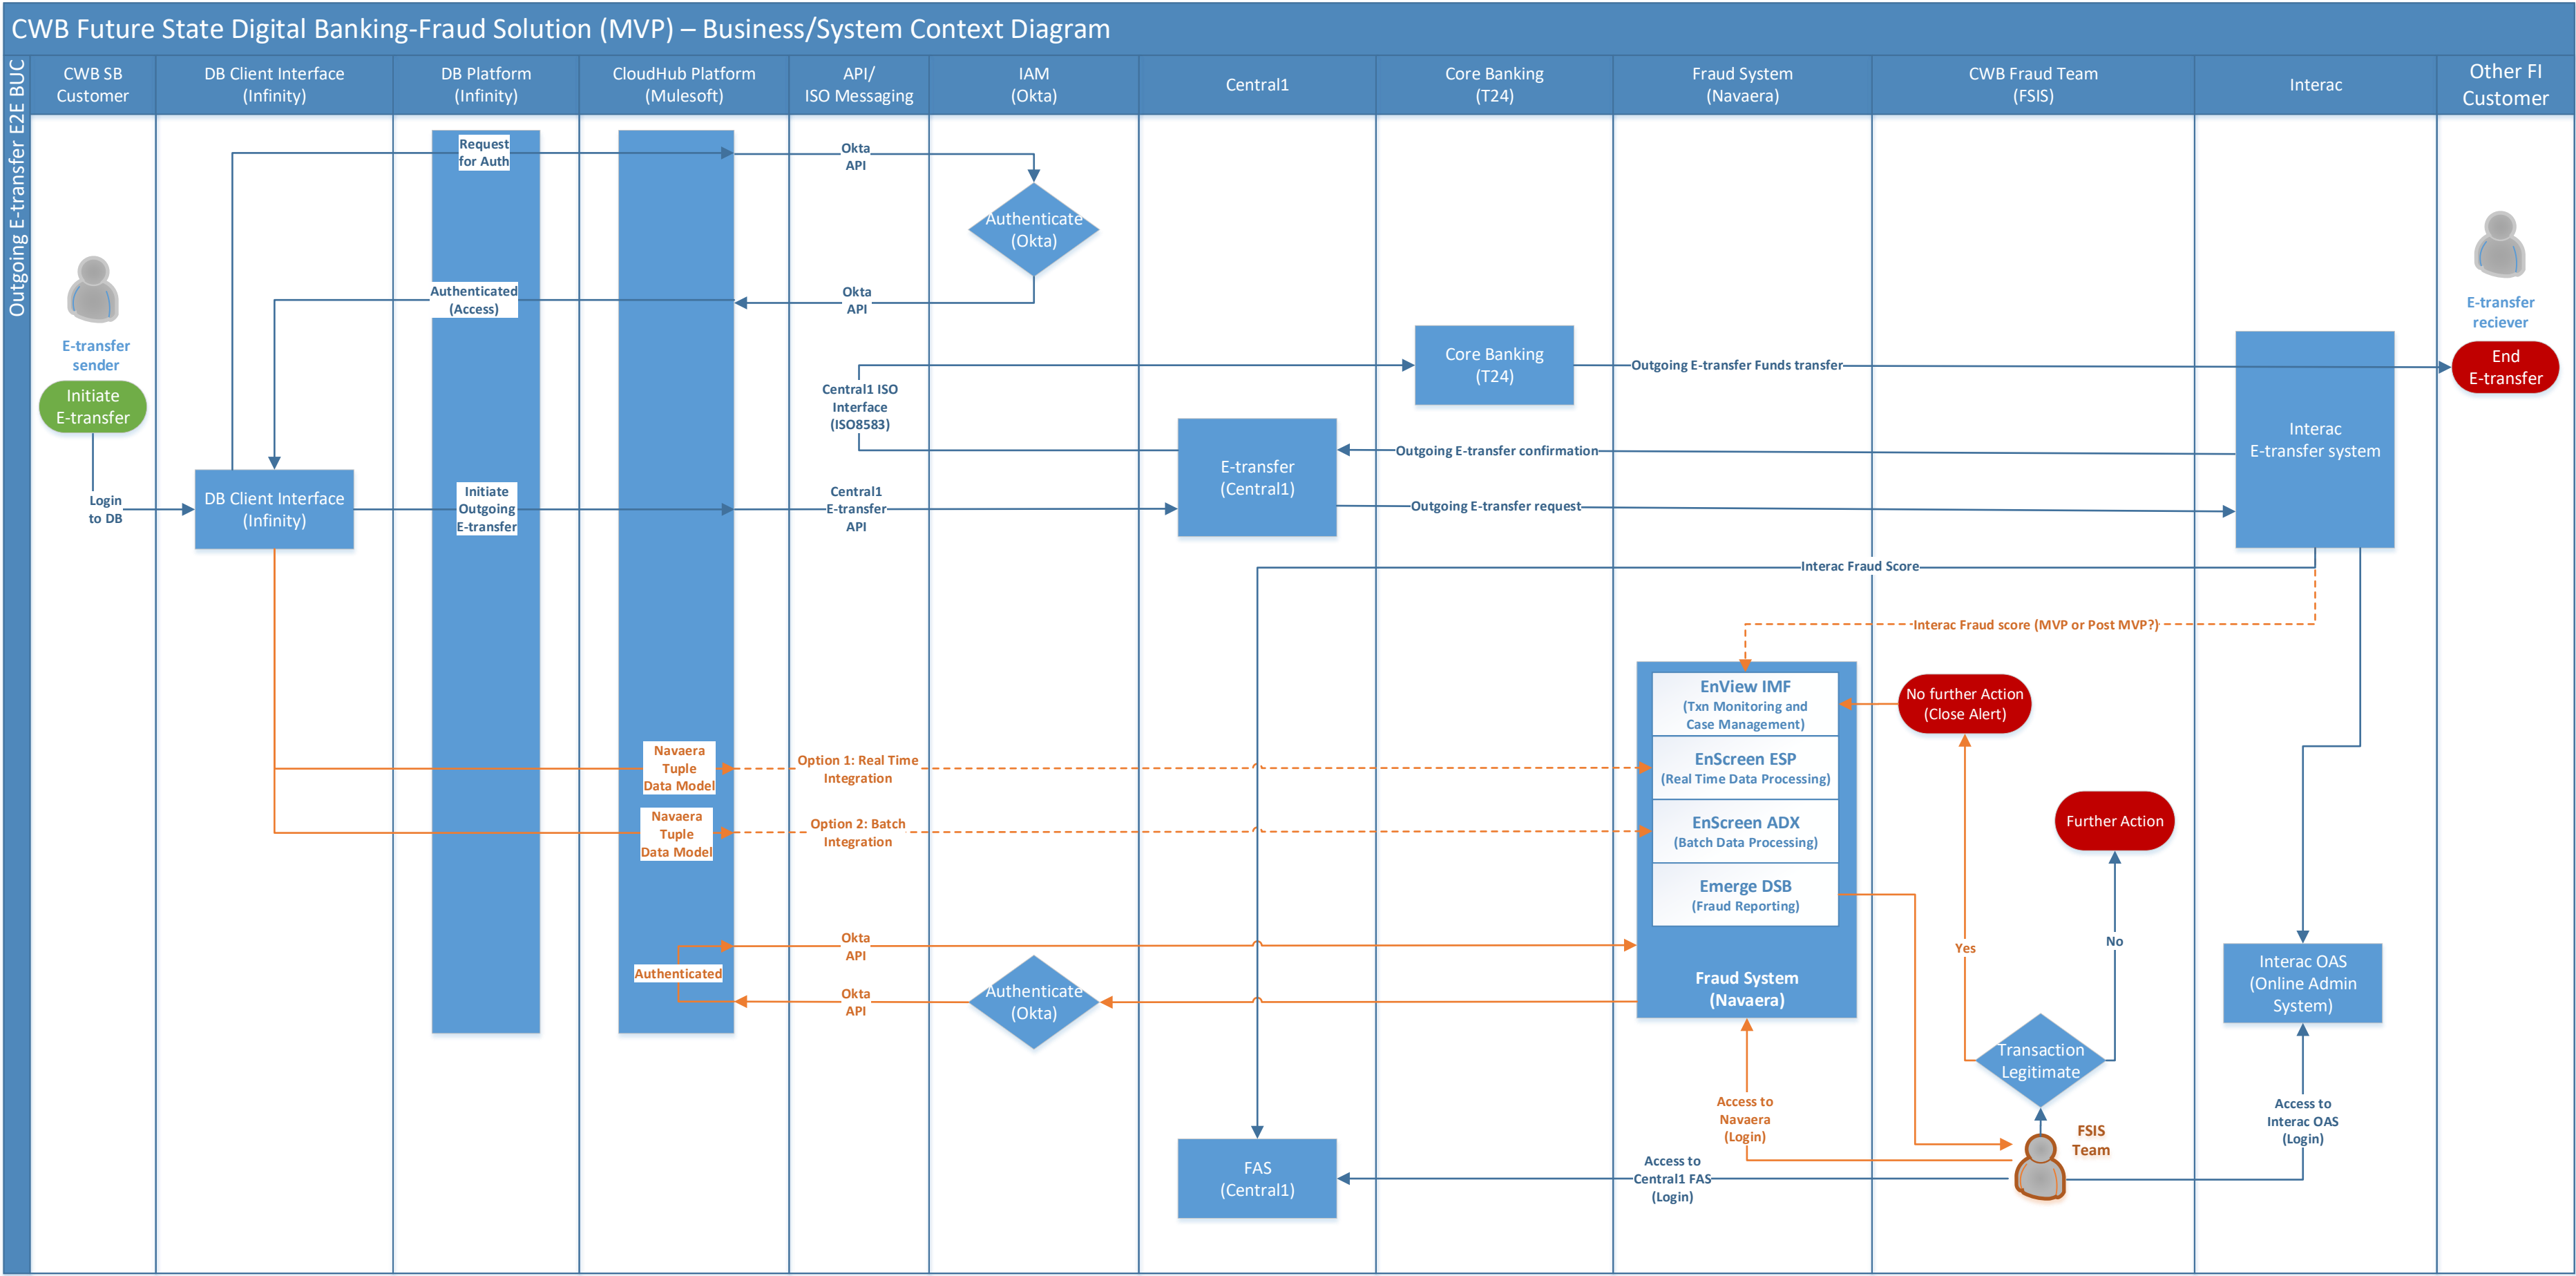 CWB Future State Digital Banking-Fraud Solution (MVP) – Business/System Context Diagram
Outgoing E-transfer E2E BUC
CWB SB
Customer
DB Client Interface
(Infinity)
DB Platform
(Infinity)
CloudHub Platform
(Mulesoft)
API/
ISO Messaging
IAM
(Okta)
Central1
Core Banking
(T24)
Fraud System
(Navaera)
CWB Fraud Team
(FSIS)
Interac
Other FI
Customer
Request
for Auth
Okta
API
Authenticate
(Okta)
Authenticated
(Access)
Okta
API
E-transfer
sender
Initiate
E-transfer
Login
to DB
DB Client Interface
(Infinity)
Initiate
Outgoing
E-transfer
Central1 ISO
Interface
(ISO8583)
Central1
E-transfer
API
E-transfer
(Central1)
Core Banking
(T24)
Outgoing E-transfer Funds transfer
Outgoing E-transfer confirmation
Outgoing E-transfer request
Interac
E-transfer system
E-transfer
reciever
End
E-transfer
Interac Fraud Score
Interac Fraud score (MVP or Post MVP?)
EnView IMF
(Txn Monitoring and
Case Management)
EnScreen ESP
(Real Time Data Processing)
EnScreen ADX
(Batch Data Processing)
Emerge DSB
(Fraud Reporting)
Fraud System
(Navaera)
No further Action
(Close Alert)
Further Action
Navaera
Tuple
Data Model
Option 1: Real Time
Integration
Navaera
Tuple
Data Model
Option 2: Batch
Integration
Okta
API
Authenticated
Okta
API
Authenticate
(Okta)
Yes
No
Transaction
Legitimate
Interac OAS
(Online Admin
System)
Access to
Navaera
(Login)
Access to
Interac OAS
(Login)
FSIS
Team
Access to
Central1 FAS
(Login)
FAS
(Central1)